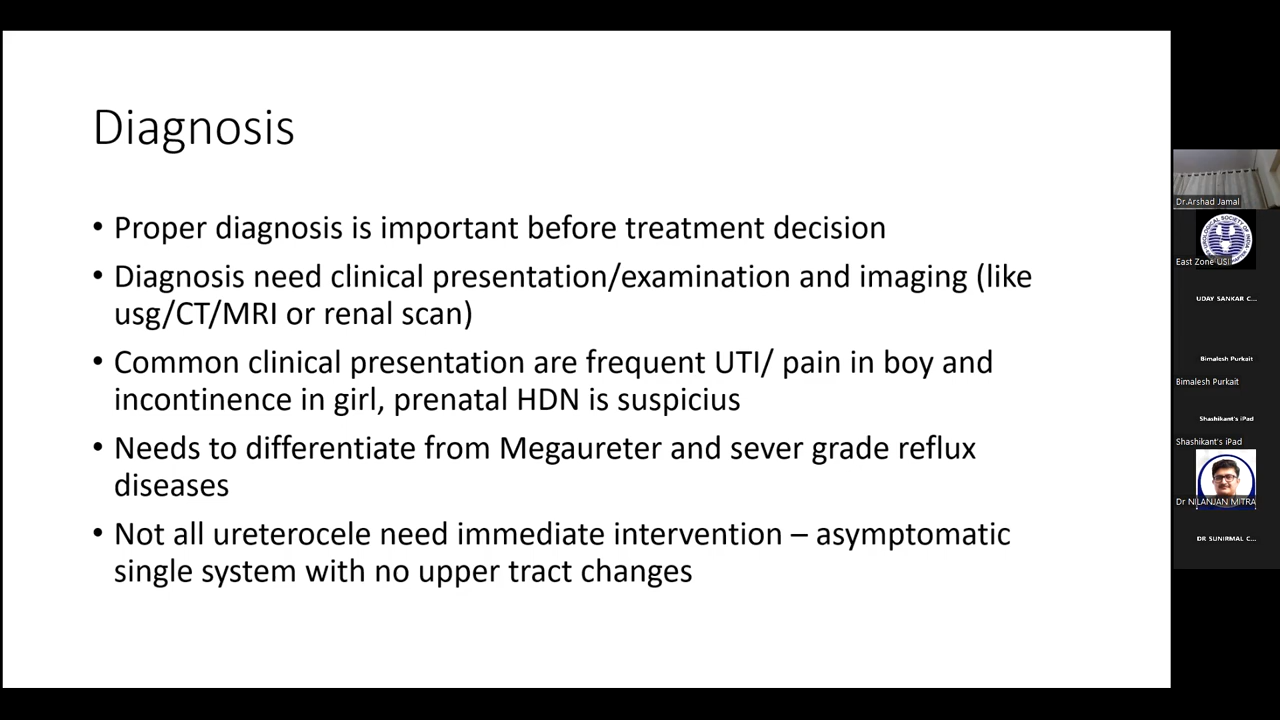 Diagnosis
• Proper diagnosis is important before treatment decision
• Diagnosis need clinical presentation/examination and imaging (like
usg/CT/MRI or renal scan)
• Common clinical presentation are frequent UTI/ pain in boy and
incontinence in girl, prenatal HDN is suspicius
• Needs to differentiate from Megaureter and sever grade reflux
diseases
• Not all ureterocele need immediate intervention – asymptomatic
single system with no upper tract changes
Dr.Arshad Jamal
East Zone USI
UDAY SANKAR C...
Bimalesh Purkait
Bimalesh Purkait
Shashikant's iPad
Shashikant's iPad
Dr NILANJAN MITRA
DR SUNIRMAL C...